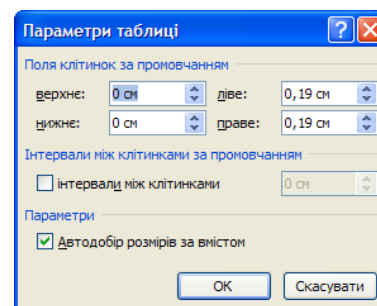 Параметри таблиці
Поля клітинок за промовчанням
верхнє: 0 см ліве: 0,19 см
нижнє: 0 см праве: 0,19 см
Інтервали між клітинками за промовчанням
інтервали між клітинками 0 см
Параметри
Автодобір розмірів за вмістом
ОК Скасувати